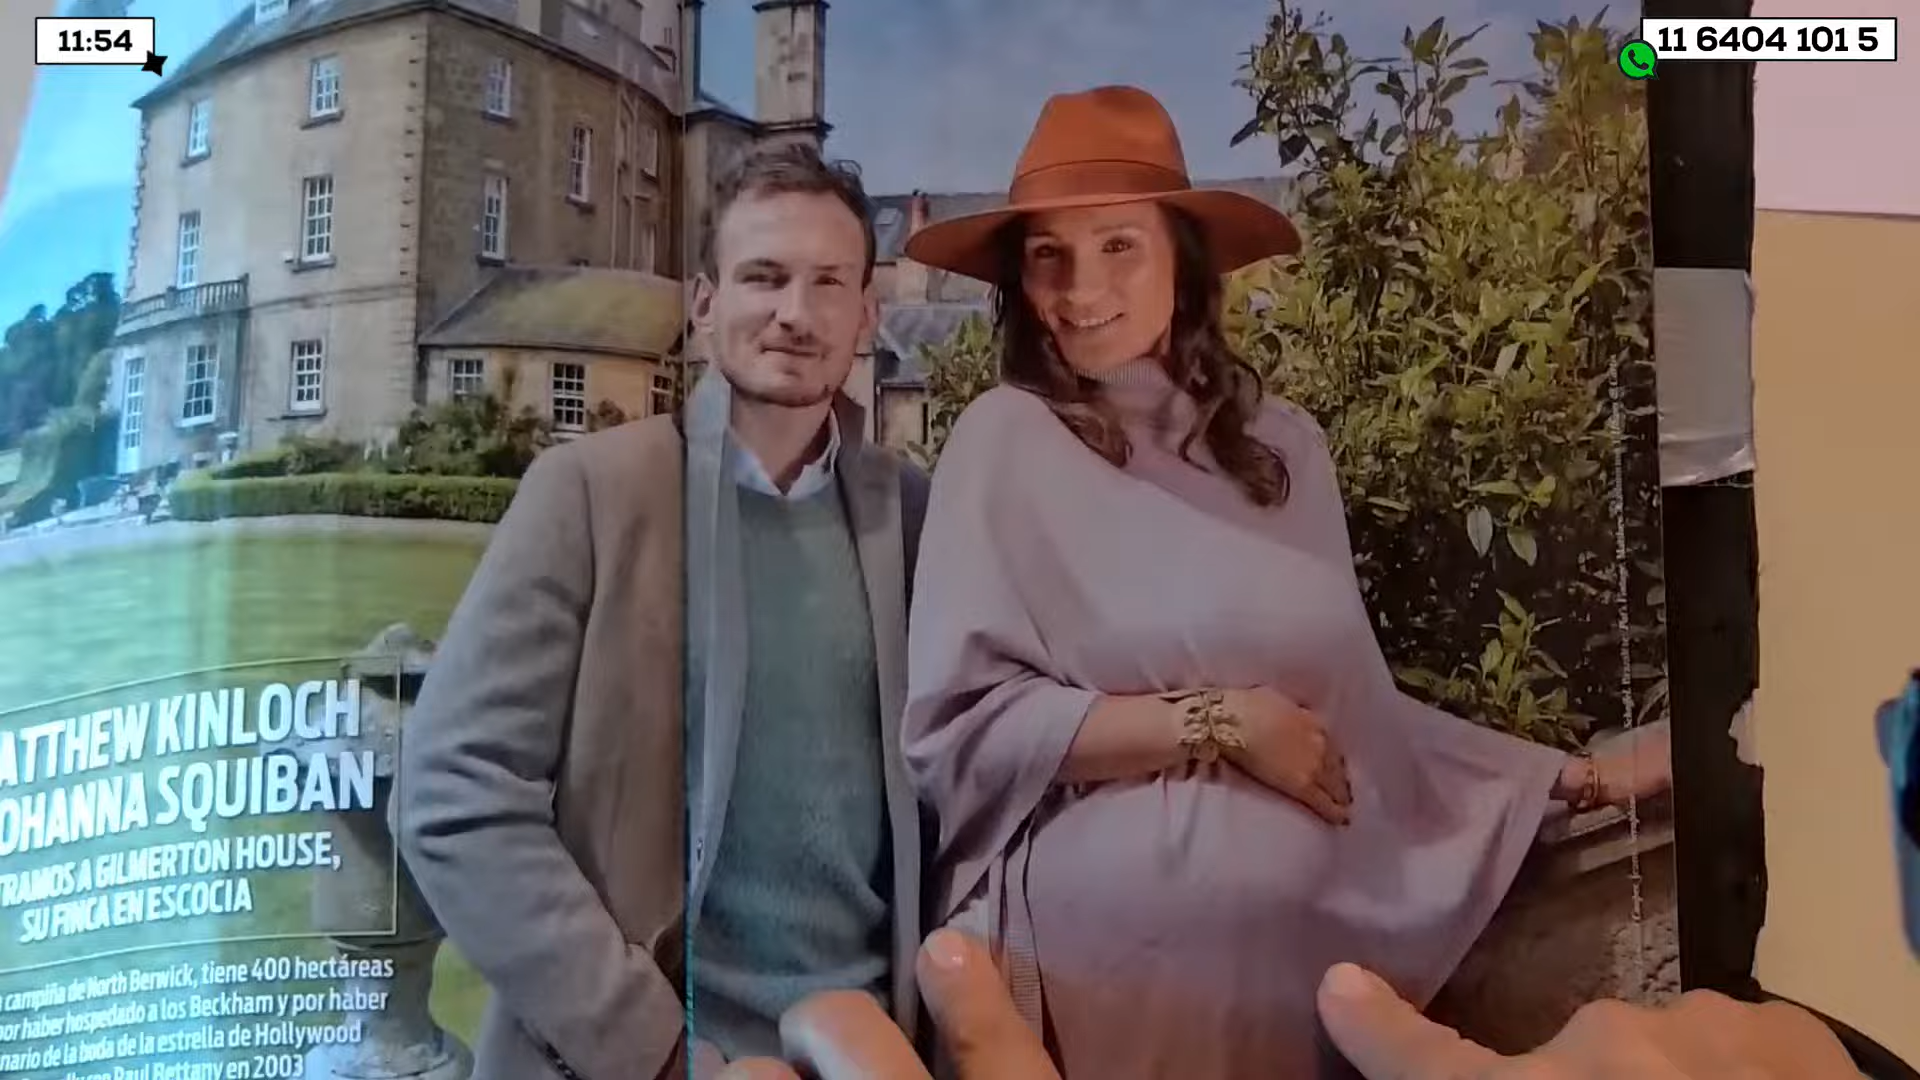 11:54
11 6404 101 5
ATTHEW KINLOCH
OHANNA SQUIBAN
TRAMOS A GILMERTON HOUSE,
SU FINCA EN ESCOCIA
campiña de North Berwick, tiene 400 hectáreas
por haber hospedado a los Beckham y por haber
nario de la boda de la estrella de Hollywood
Paul Bettany en 2003